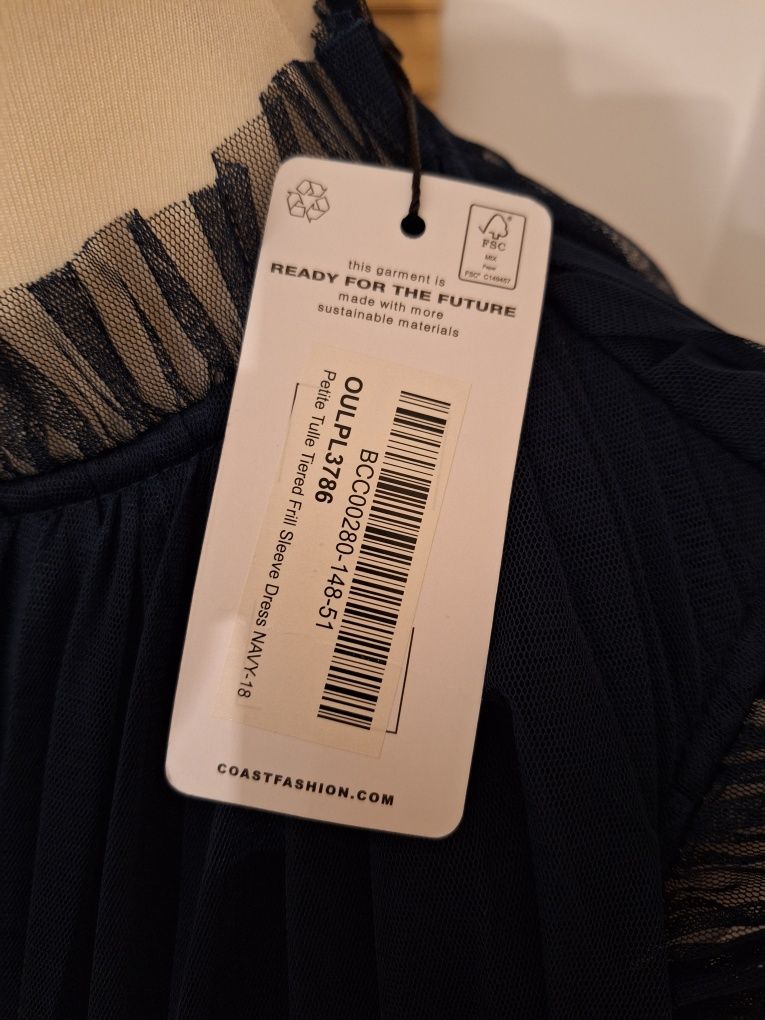 FSC
MIX
Paper
FSC® C149457
this garment is
READY FOR THE FUTURE
made with more
sustainable materials
BCC00280-148-51
OULPL3786
Petite Tulle Tiered Frill Sleeve Dress NAVY-18
COASTFASHION.COM